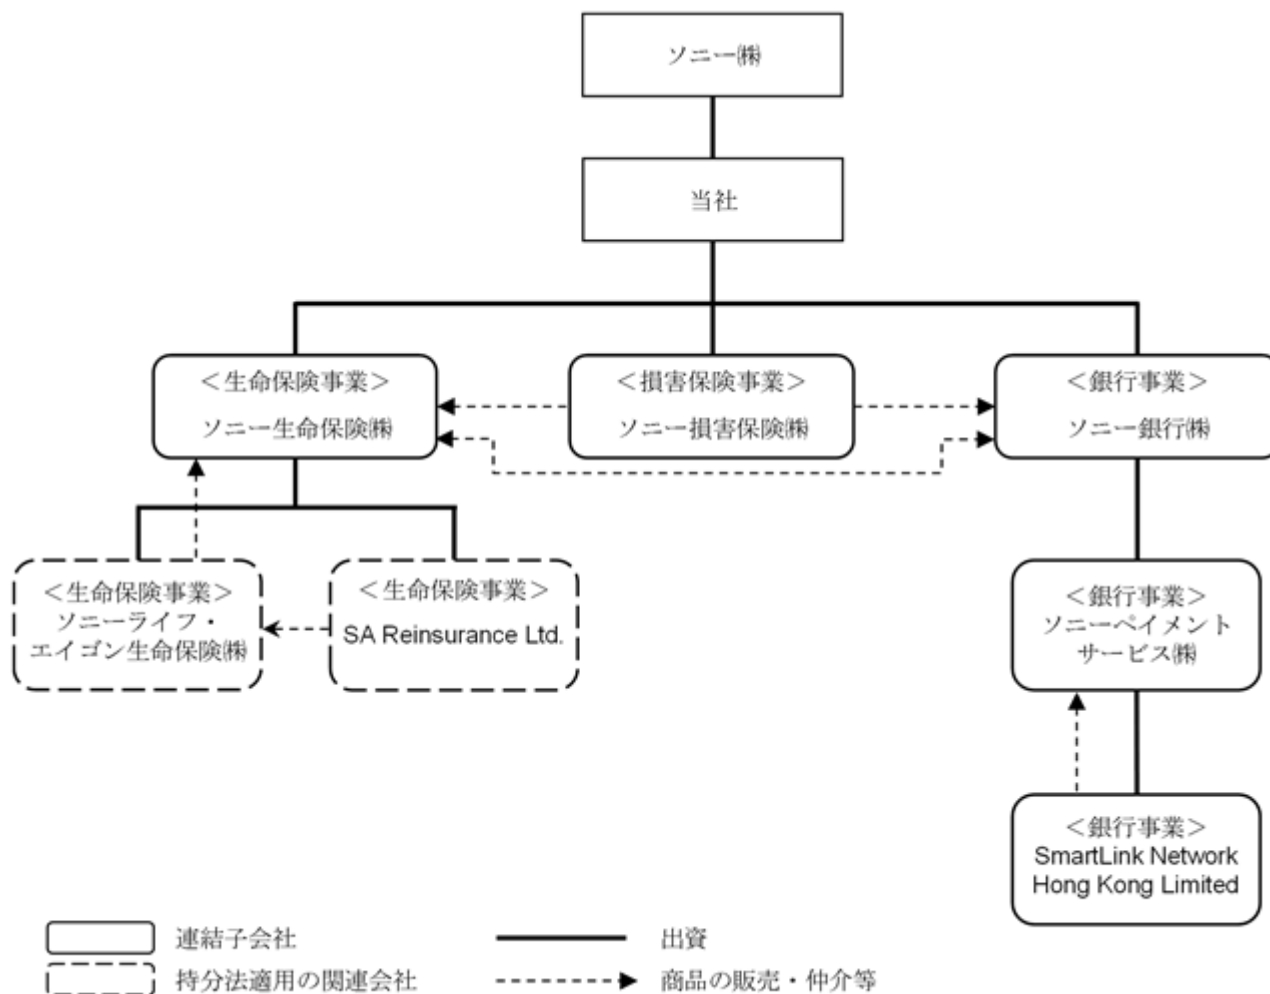 ソニー㈱
当社
＜生命保険事業＞
ソニー生命保険㈱
＜損害保険事業＞
ソニー損害保険㈱
＜銀行事業＞
ソニー銀行㈱
＜生命保険事業＞
ソニーライフ・
エイゴン生命保険㈱
＜生命保険事業＞
SA Reinsurance Ltd.
＜銀行事業＞
ソニーペイメント
サービス㈱
＜銀行事業＞
SmartLink Network
Hong Kong Limited
連結子会社
出資
持分法適用の関連会社
商品の販売・仲介等